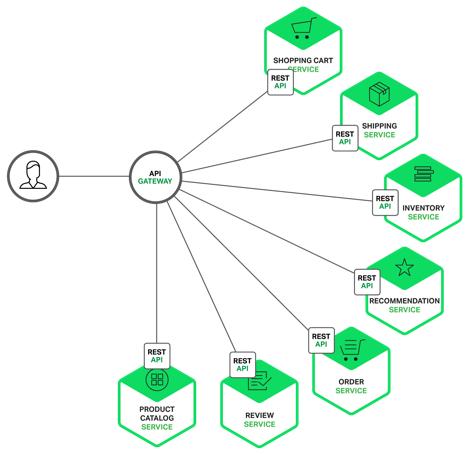 SHOPPING CART
SERVICE
REST
API
SHIPPING
SERVICE
REST
API
API
GATEWAY
INVENTORY
SERVICE
REST
API
RECOMMENDATION
SERVICE
REST
API
ORDER
SERVICE
REST
API
REVIEW
SERVICE
REST
API
PRODUCT
CATALOG
SERVICE
REST
API